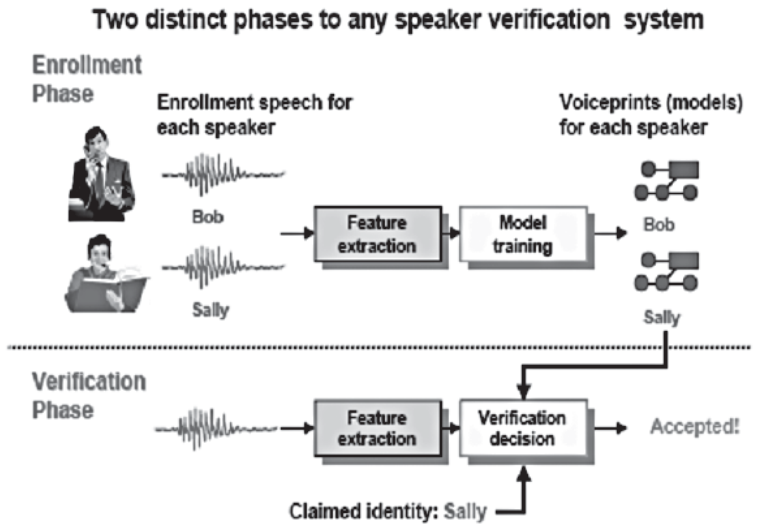 Two distinct phases to any speaker verification system
Enrollment
Phase
Enrollment speech for
each speaker
Voiceprints (models)
for each speaker
Bob
Feature
extraction
Model
training
Bob
Sally
Sally
Verification
Phase
Feature
extraction
Verification
decision
Accepted!
Claimed identity: Sally